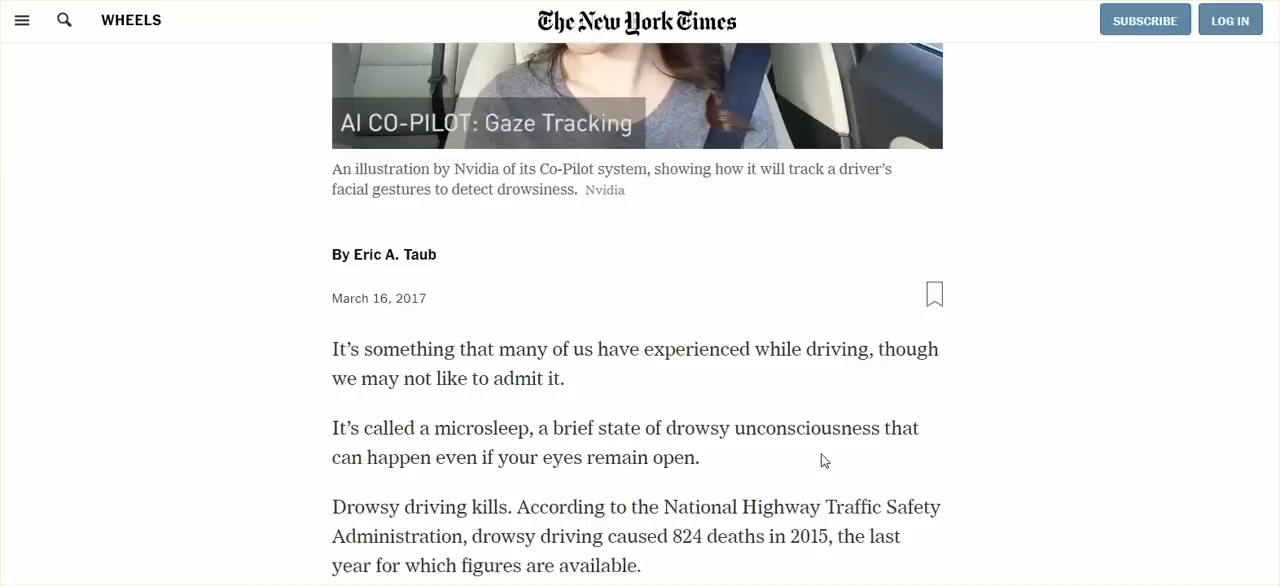 WHEELS
The New York Times
SUBSCRIBE
LOG IN
AI CO-PILOT: Gaze Tracking
An illustration by Nvidia of its Co-Pilot system, showing how it will track a driver’s
facial gestures to detect drowsiness. Nvidia
By Eric A. Taub
March 16, 2017
It’s something that many of us have experienced while driving, though
we may not like to admit it.
It’s called a microsleep, a brief state of drowsy unconsciousness that
can happen even if your eyes remain open.
Drowsy driving kills. According to the National Highway Traffic Safety
Administration, drowsy driving caused 824 deaths in 2015, the last
year for which figures are available.